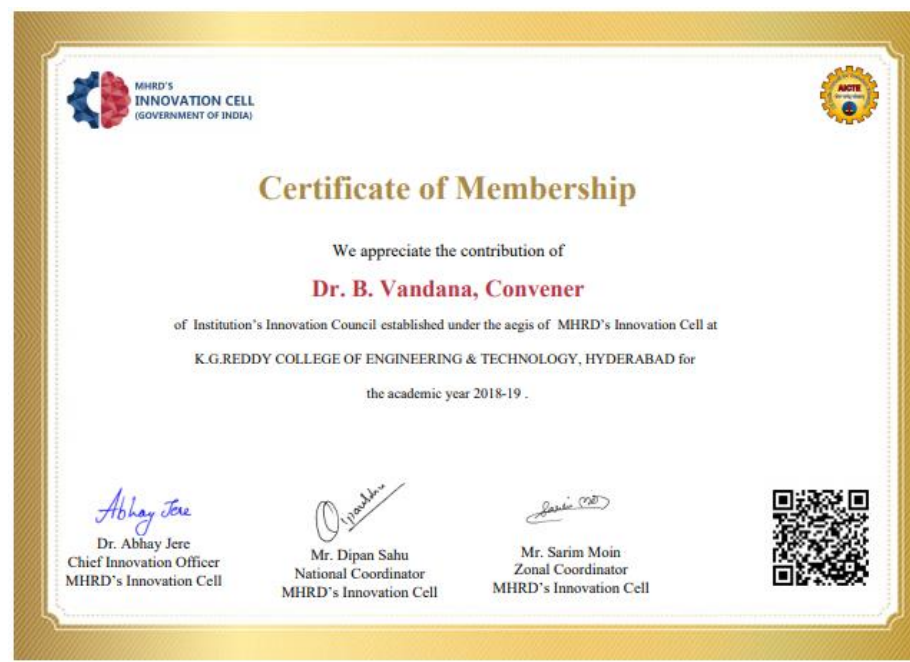 MHRD'S
INNOVATION CELL
(GOVERNMENT OF INDIA)
AICTE
Certificate of Membership
We appreciate the contribution of
Dr. B. Vandana, Convener
of Institution's Innovation Council established under the aegis of MHRD's Innovation Cell at
K.G.REDDY COLLEGE OF ENGINEERING & TECHNOLOGY, HYDERABAD for
the academic year 2018-19 .
Abhay Jere
Dr. Abhay Jere
Chief Innovation Officer
MHRD's Innovation Cell
Mr. Dipan Sahu
National Coordinator
MHRD's Innovation Cell
Mr. Sarim Moin
Zonal Coordinator
MHRD's Innovation Cell